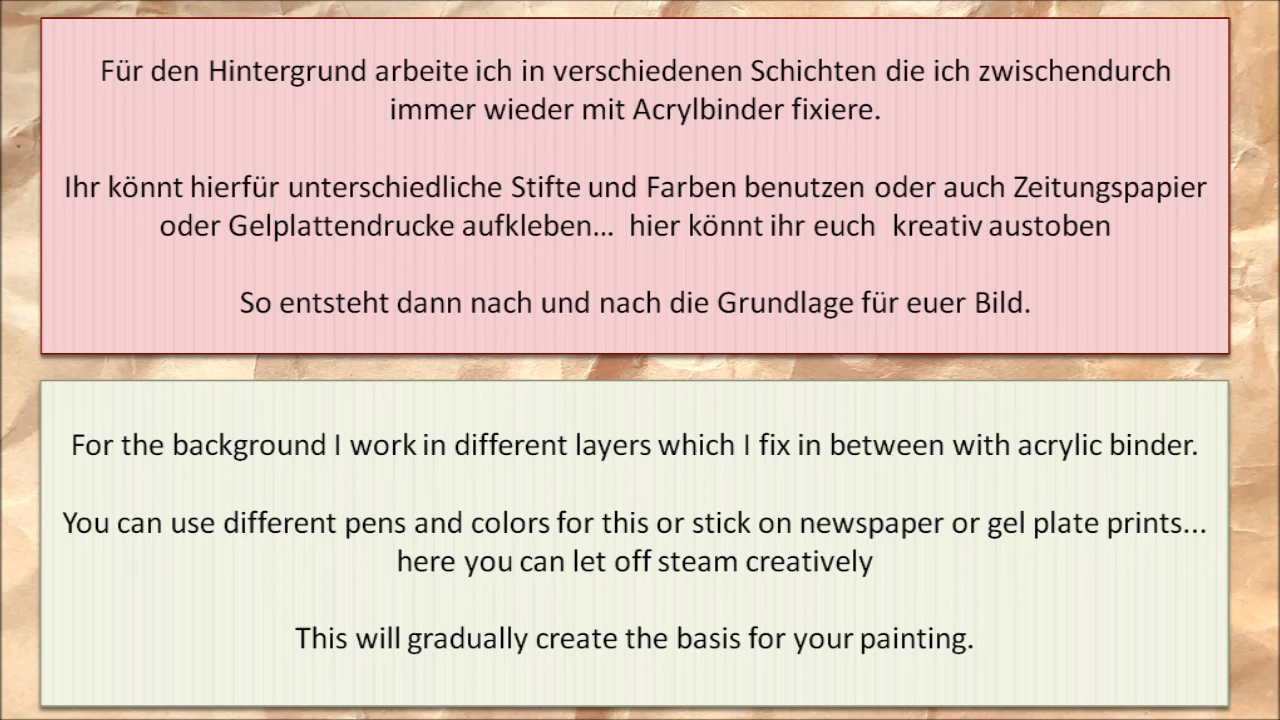 Für den Hintergrund arbeite ich in verschiedenen Schichten die ich zwischendurch
immer wieder mit Acrylbinder fixiere.
Ihr könnt hierfür unterschiedliche Stifte und Farben benutzen oder auch Zeitungspapier
oder Gelplattendrucke aufkleben... hier könnt ihr euch kreativ austoben
So entsteht dann nach und nach die Grundlage für euer Bild.
For the background I work in different layers which I fix in between with acrylic binder.
You can use different pens and colors for this or stick on newspaper or gel plate prints...
here you can let off steam creatively
This will gradually create the basis for your painting.